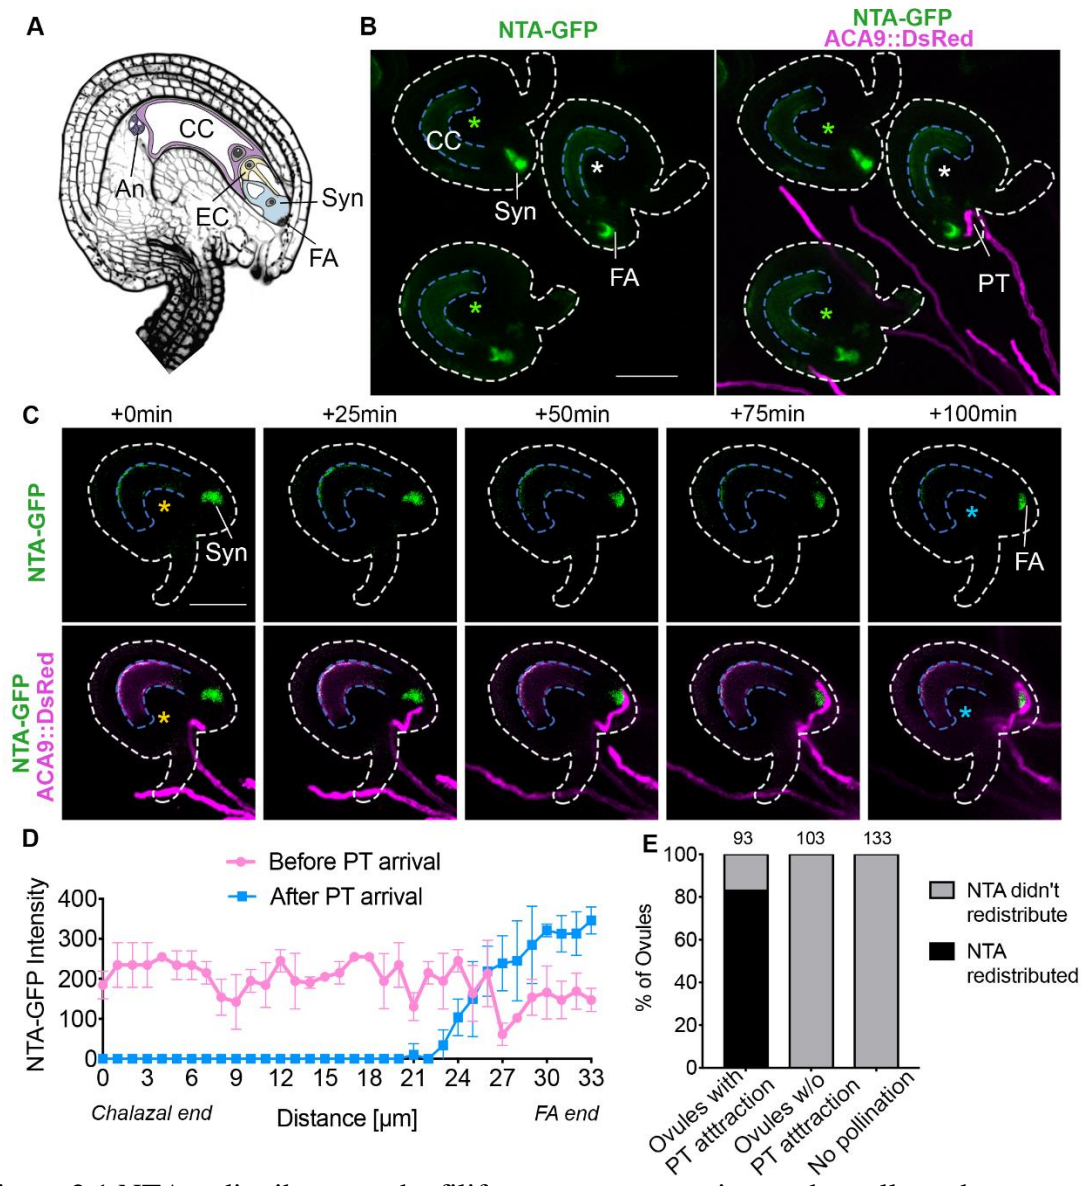 A
CC
An
EC
Syn
FA
B
NTA-GFP
NTA-GFP
ACA9::DsRed
CC
*
Syn
*
FA
*
*
*
PT
*
C
+0min
+25min
+50min
+75min
+100min
NTA-GFP
*
Syn
*
FA
NTA-GFP
ACA9::DsRed
*
*
D
Before PT arrival
After PT arrival
NTA-GFP Intensity
400
300
200
100
0
0 3 6 9 12 15 18 21 24 27 30 33
Chalazal end
Distance [µm]
FA end
E
93 103 133
% of Ovules
100
80
60
40
20
0
Ovules with
PT attraction
Ovules w/o
PT atttraction
No pollination
NTA didn't
redistribute
NTA
redistributed